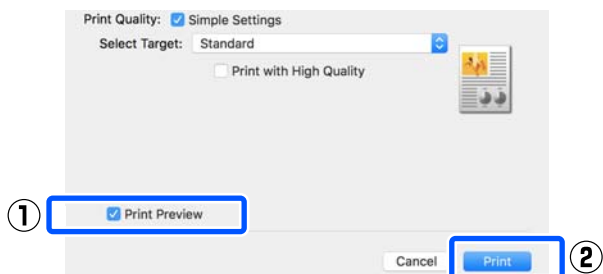 Print Quality: Simple Settings
Select Target: Standard
Print with High Quality
① Print Preview
Cancel Print ②